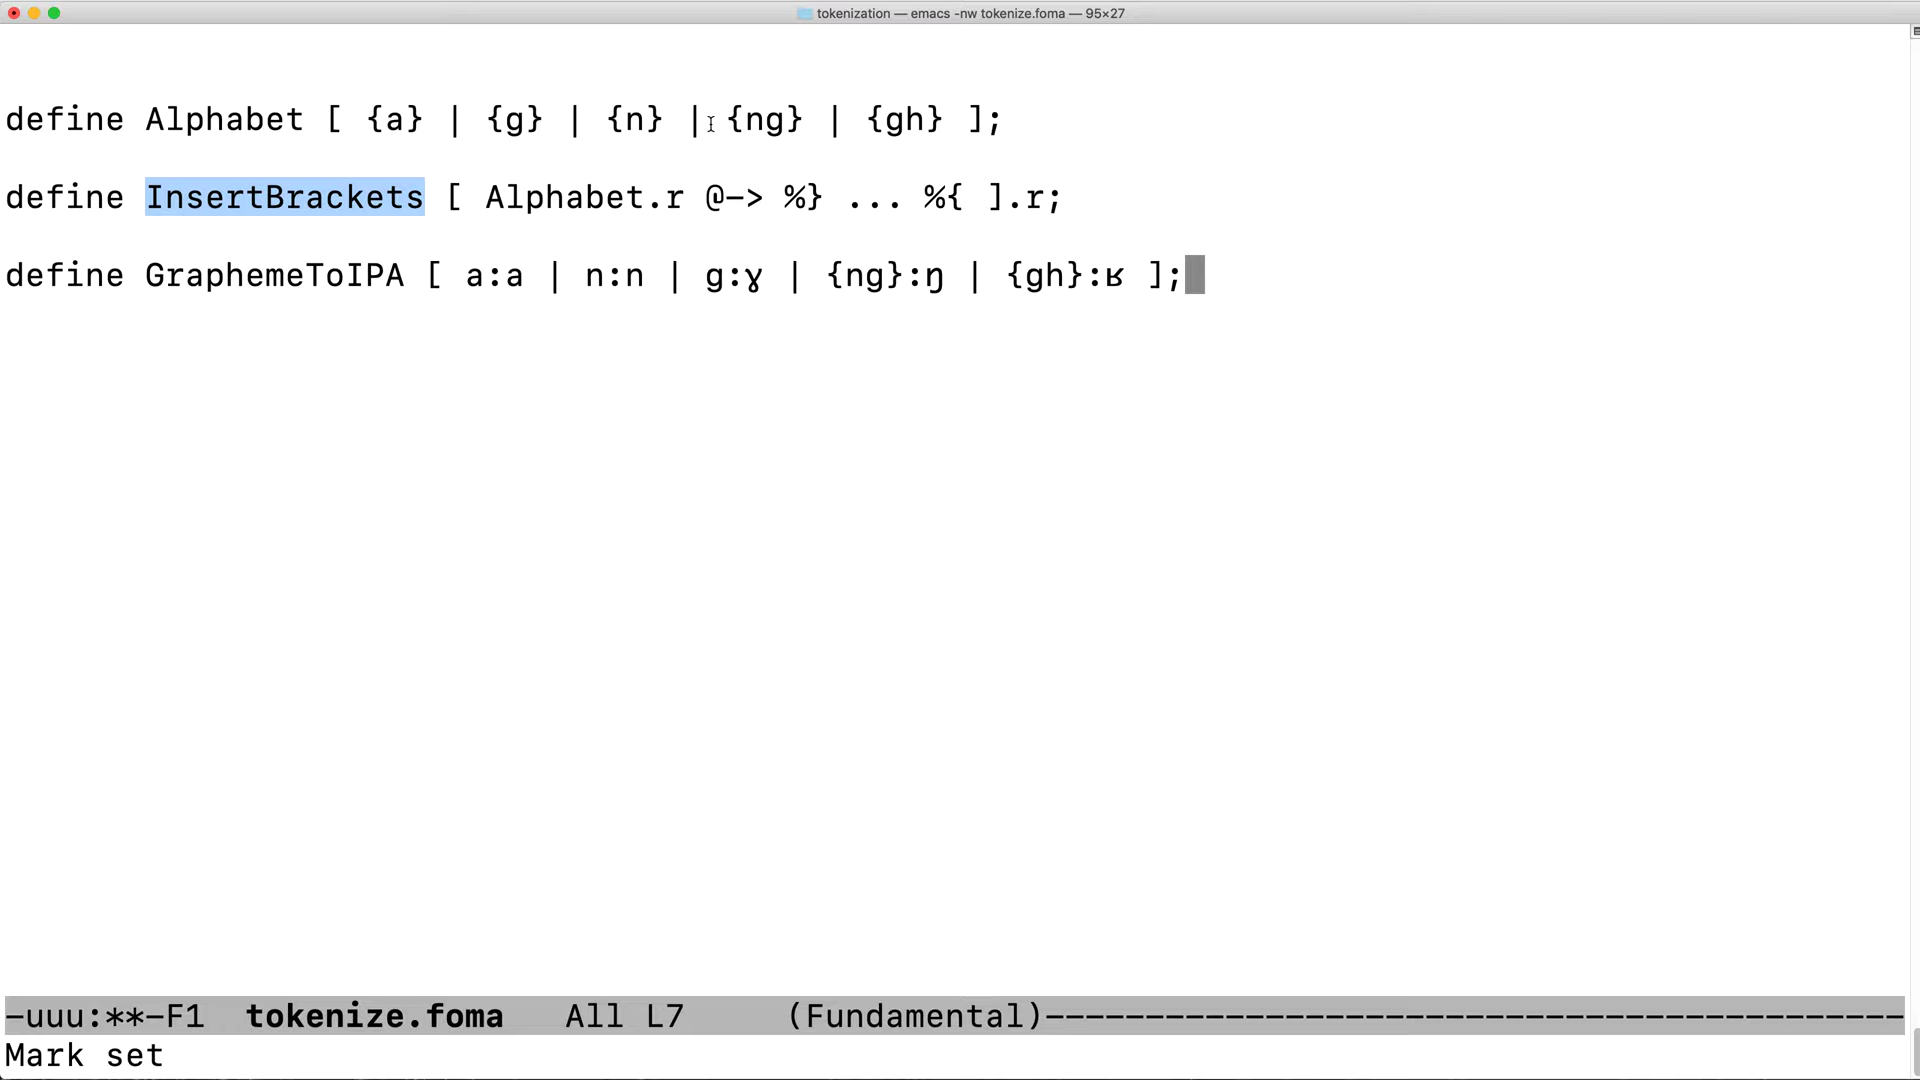 tokenization — emacs -nw tokenize.foma — 95×27
define Alphabet [ {a} | {g} | {n} | {ng} | {gh} ];
define InsertBrackets [ Alphabet.r @-> %} ... %{ ].r;
define GraphemeToIPA [ a:a | n:n | g:ɣ | {ng}:ŋ | {gh}:ʁ ];
-uuu:**-F1  tokenize.foma   All L7     (Fundamental)-------------------------------------------
Mark set